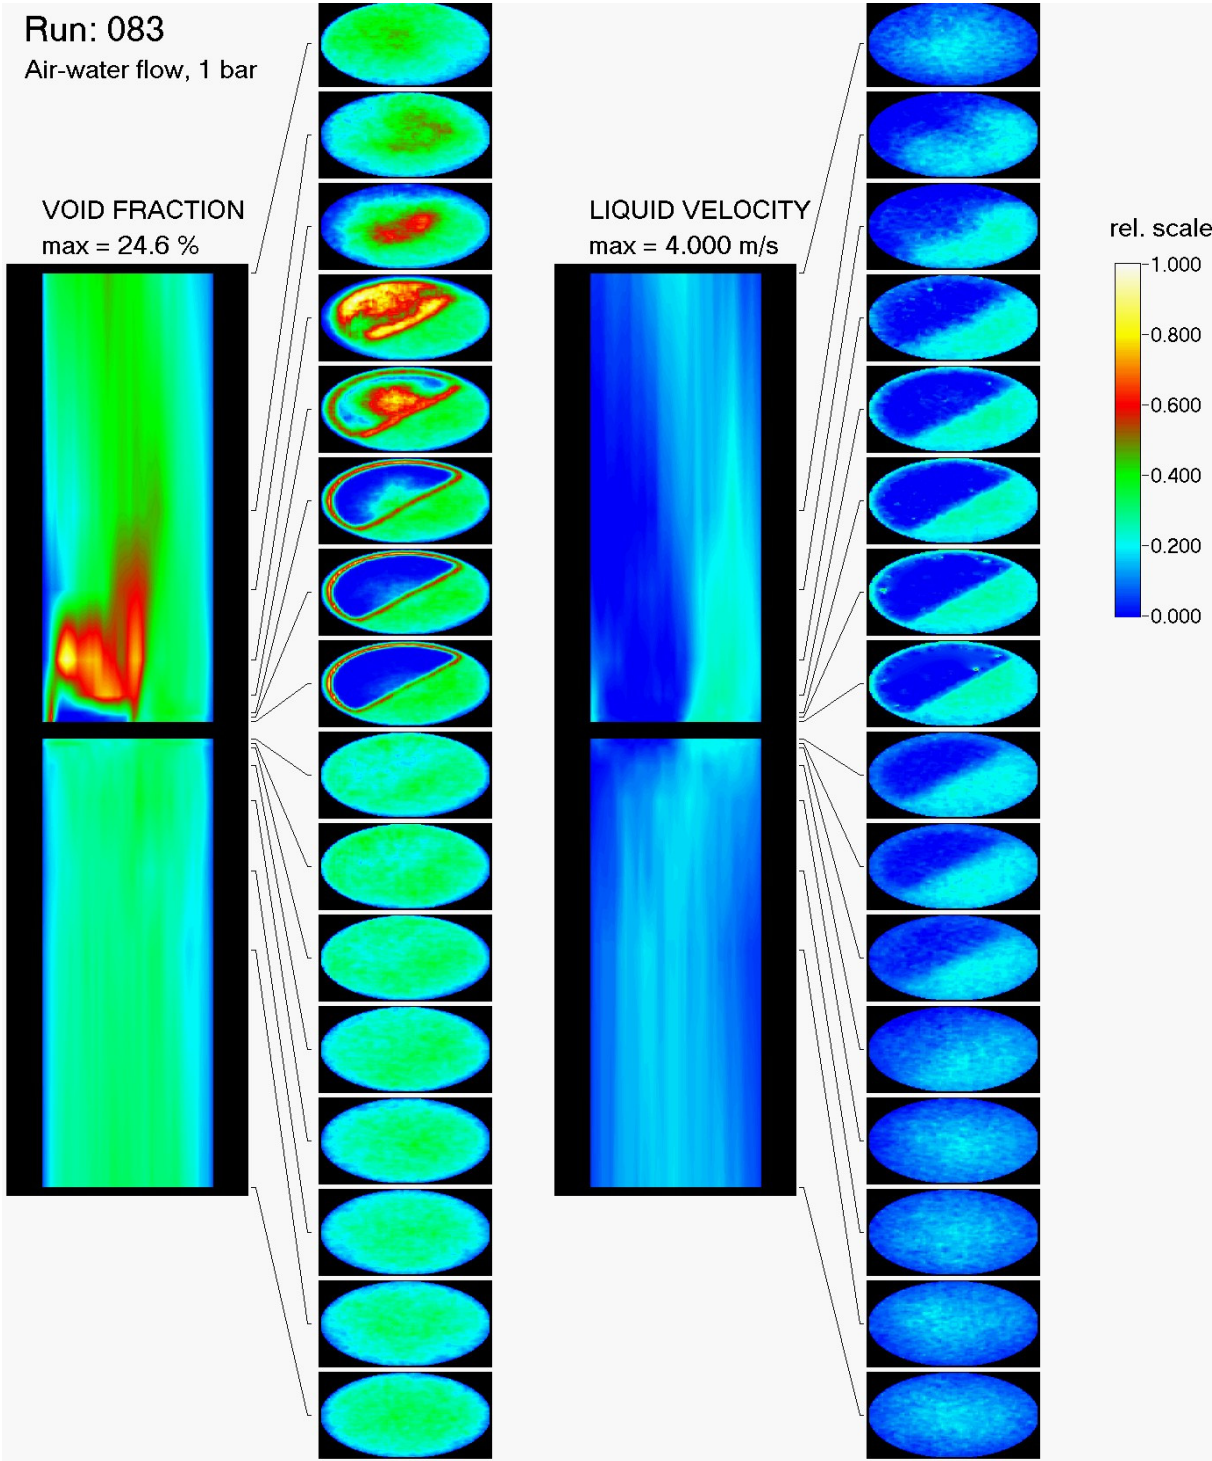 Run: 083
Air-water flow, 1 bar
VOID FRACTION
max = 24.6 %
LIQUID VELOCITY
max = 4.000 m/s
rel. scale
1.000
0.800
0.600
0.400
0.200
0.000